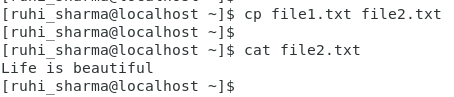 [ruhi_sharma@localhost ~]$ cp file1.txt file2.txt
[ruhi_sharma@localhost ~]$
[ruhi_sharma@localhost ~]$ cat file2.txt
Life is beautiful
[ruhi_sharma@localhost ~]$